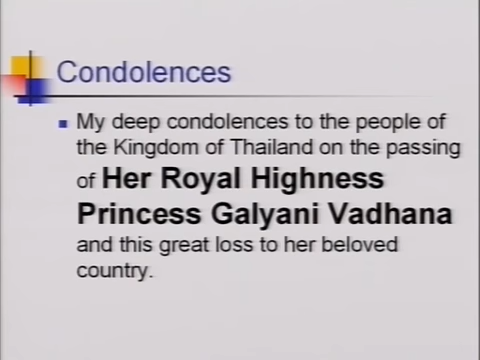 Condolences
My deep condolences to the people of
the Kingdom of Thailand on the passing
of Her Royal Highness
Princess Galyani Vadhana
and this great loss to her beloved
country.